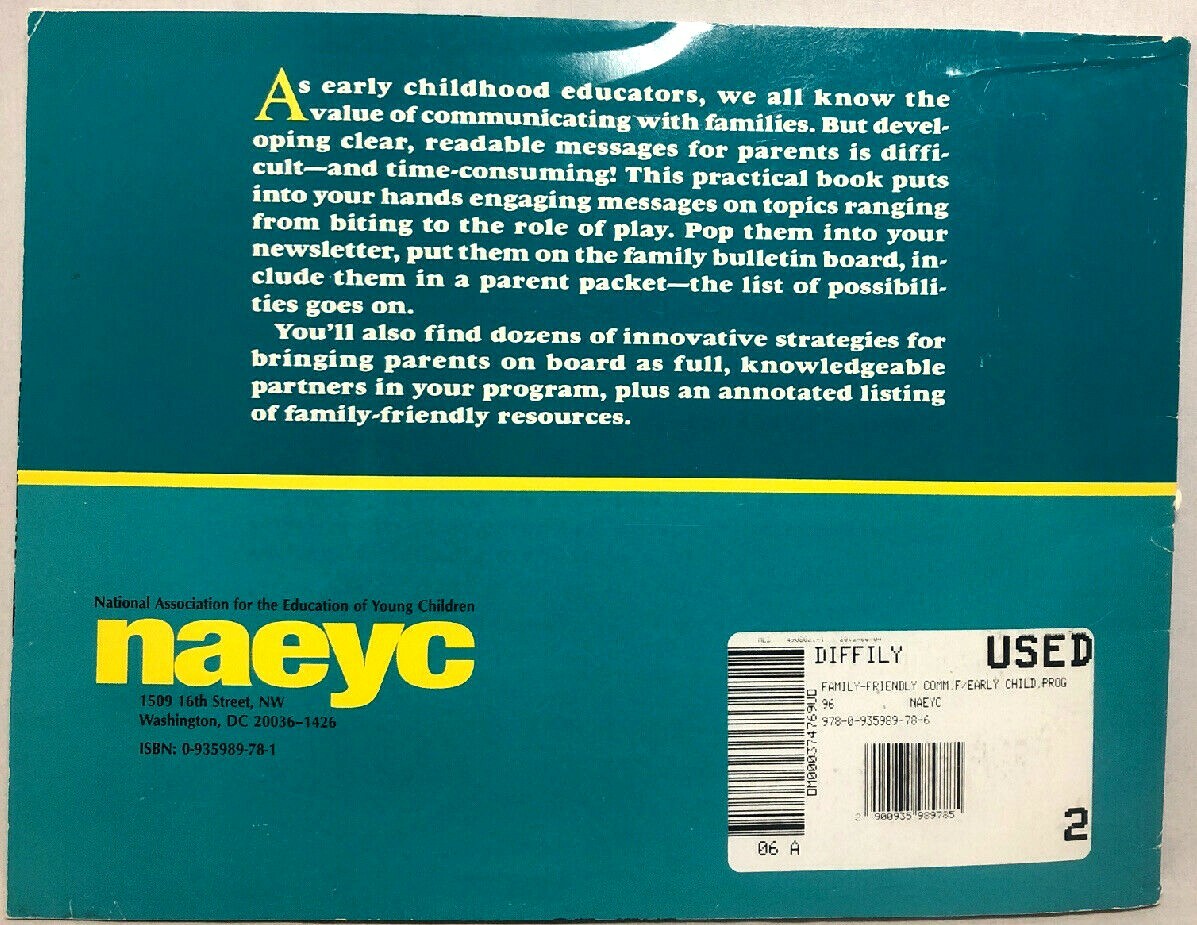 As early childhood educators, we all know the
value of communicating with families. But devel-
oping clear, readable messages for parents is diffi-
cult—and time-consuming! This practical book puts
into your hands engaging messages on topics ranging
from biting to the role of play. Pop them into your
newsletter, put them on the family bulletin board, in-
clude them in a parent packet—the list of possibili-
ties goes on.
You'll also find dozens of innovative strategies for
bringing parents on board as full, knowledgeable
partners in your program, plus an annotated listing
of family-friendly resources.
National Association for the Education of Young Children
naeyc
1509 16th Street, NW
Washington, DC 20036–1426
ISBN: 0-935989-78-1
DIFFILY USED
FAMILY-FRIENDLY COMM.F/EARLY CHILD.PROG
96 NAEYC
978-0-935989-78-6
2 900935 989785
2
06 A